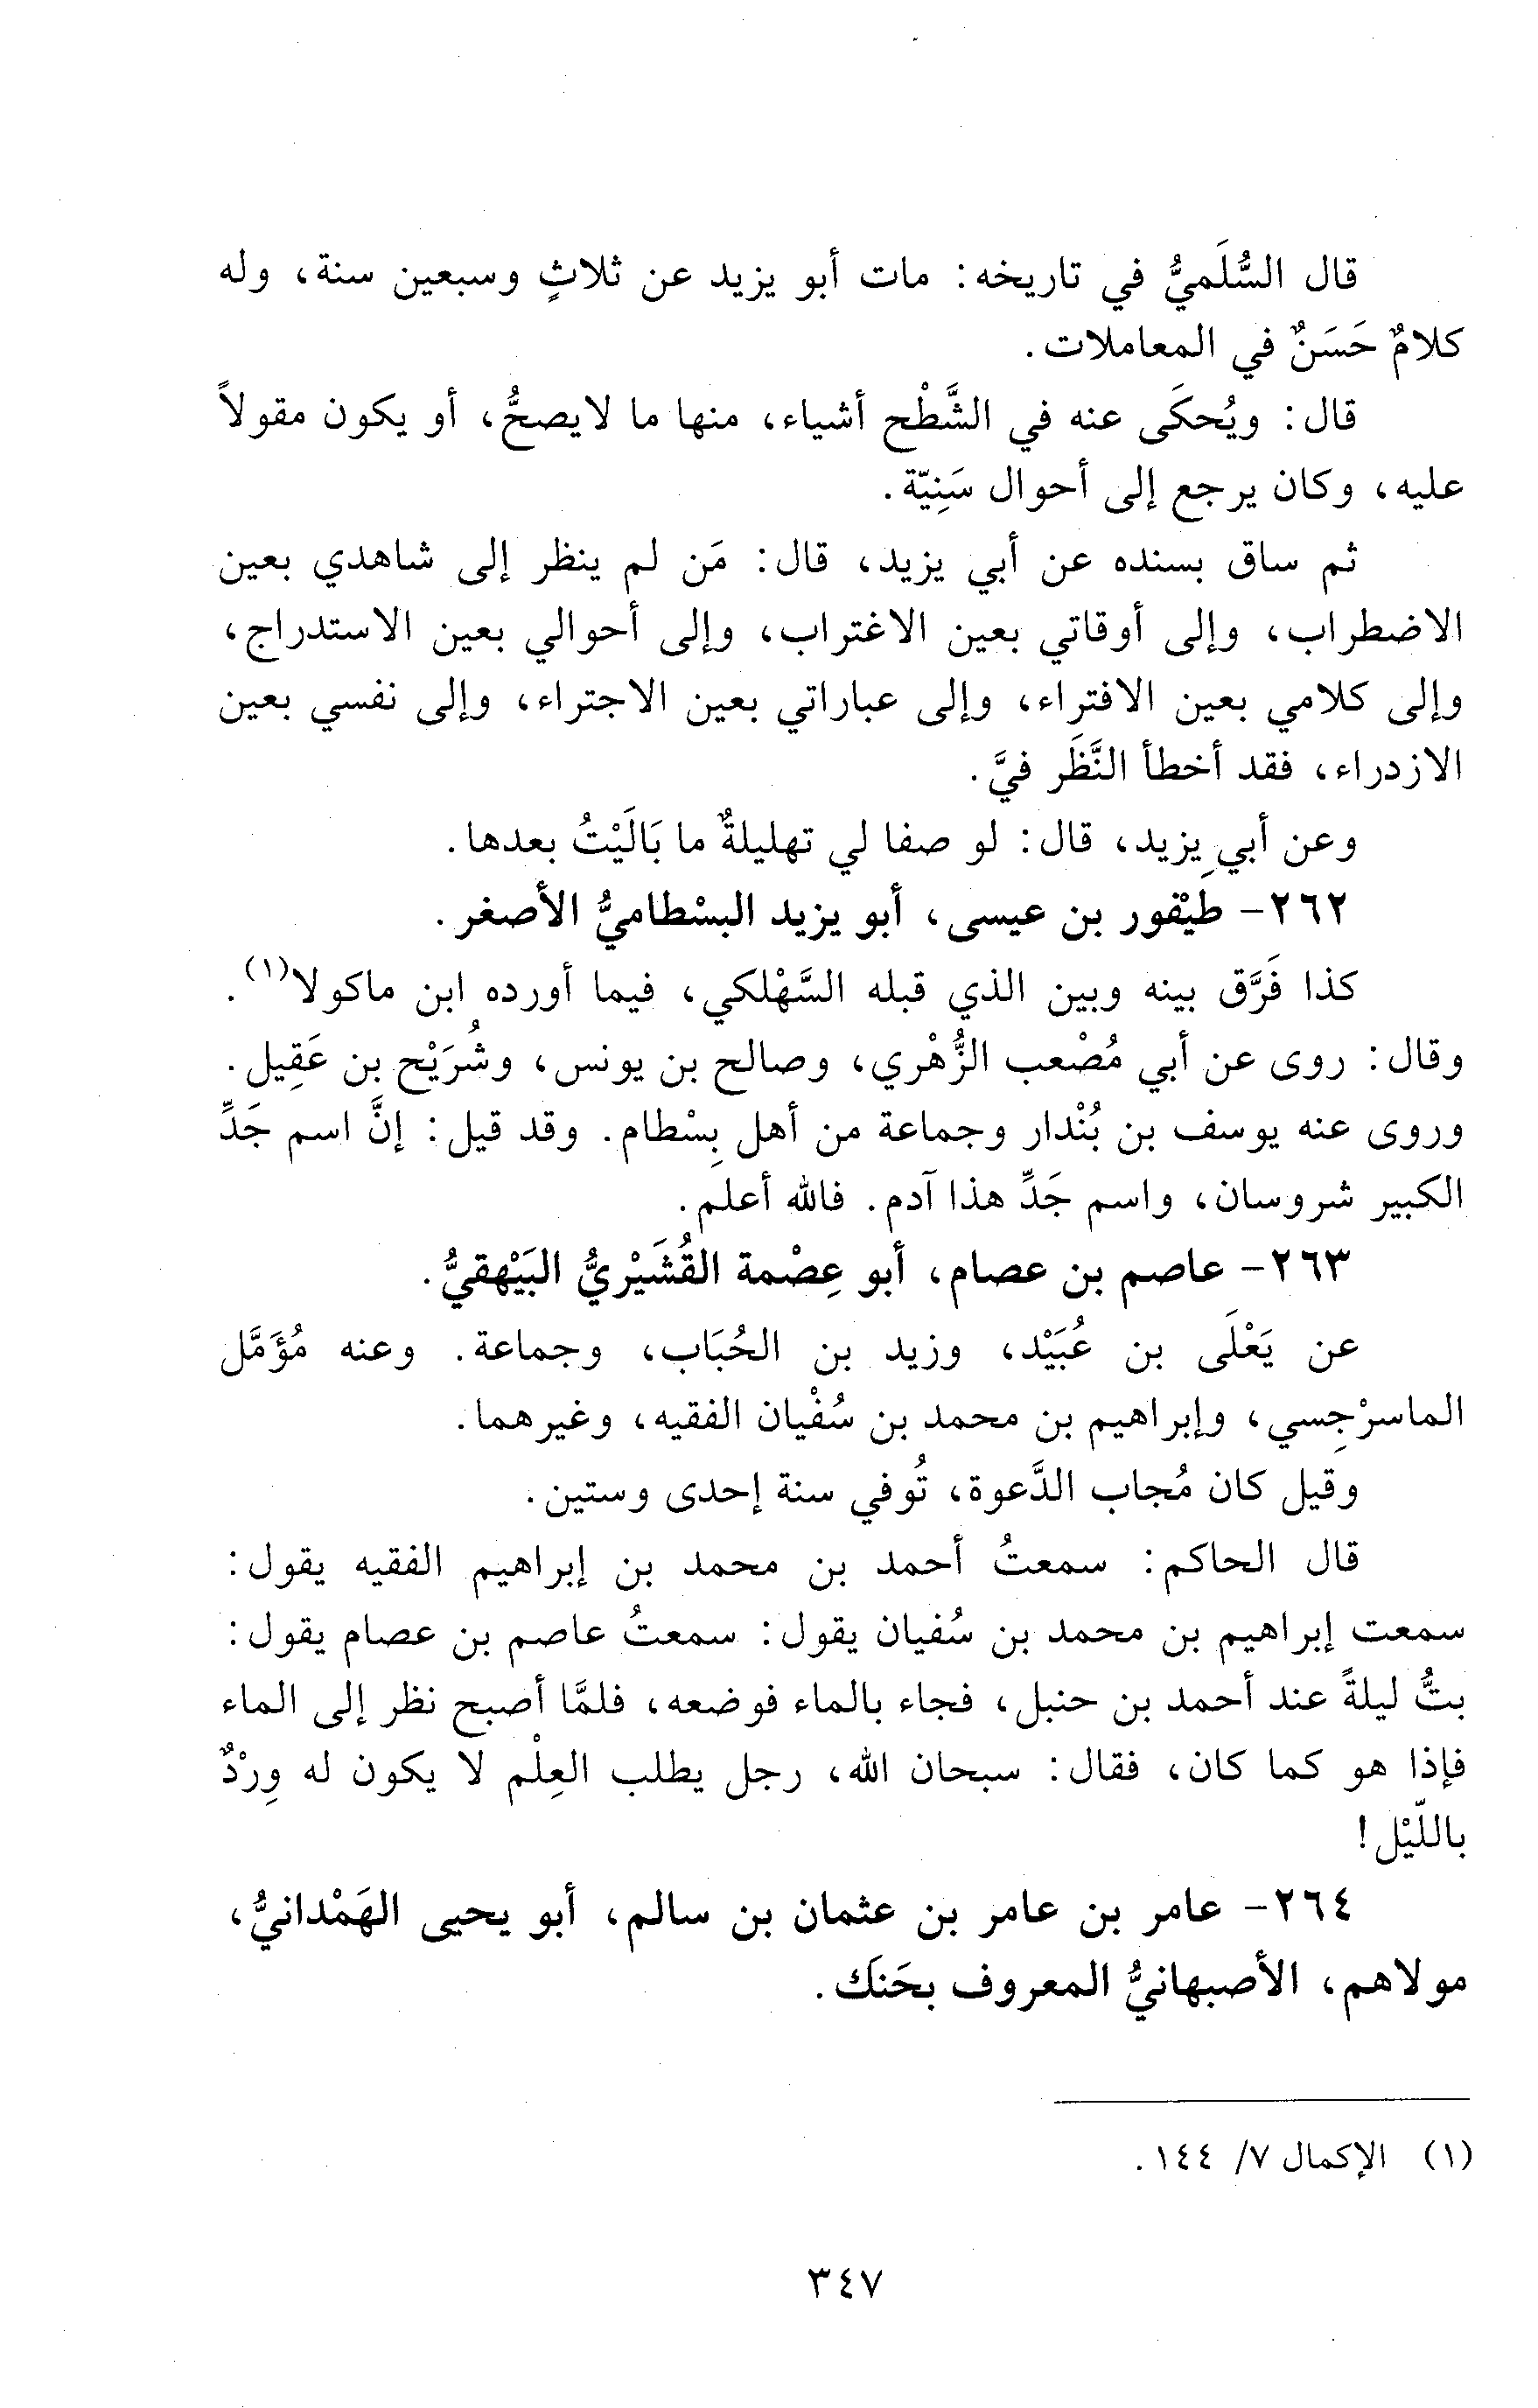 قال السُّلَميُّ في تاريخه: مات أبو يزيد عن ثلاثٍ وسبعين سنة، وله
كلامٌ حَسَنٌ في المعاملات.
قال: ويُحكَى عنه في الشَّطْح أشياء، منها ما لايصحُّ، أو يكون مقولاً
عليه، وكان يرجع إلى أحوال سَنِيّة.
ثم ساق بسنده عن أبي يزيد، قال: مَن لم ينظر إلى شاهدي بعين
الاضطراب، وإلى أوقاتي بعين الاغتراب، وإلى أحوالي بعين الاستدراج،
وإلى كلامي بعين الافتراء، وإلى عباراتي بعين الاجتراء، وإلى نفسي بعين
الازدراء، فقد أخطأ النَّظَر فيَّ.
وعن أبي يزيد، قال: لو صفا لي تهليلةٌ ما بَالَيْتُ بعدها.
٢٦٢- طيْفور بن عيسى، أبو يزيد البسْطاميُّ الأصغر.
كذا فَرَّق بينه وبين الذي قبله السَّهْلكي، فيما أورده ابن ماكولا(١).
وقال: روى عن أبي مُصْعب الزُّهْري، وصالح بن يونس، وشُرَيْح بن عَقِيل.
وروى عنه يوسف بن بُنْدار وجماعة من أهل بِسْطام. وقد قيل: إنَّ اسم جَدِّ
الكبير شروسان، واسم جَدِّ هذا آدم. فالله أعلم.
٢٦٣- عاصم بن عصام، أبو عِصْمة القُشَيْريُّ البَيْهقيُّ.
عن يَعْلَى بن عُبَيْد، وزيد بن الحُبَاب، وجماعة. وعنه مُؤَمَّل
الماسرْجِسي، وإبراهيم بن محمد بن سُفْيان الفقيه، وغيرهما.
وقيل كان مُجاب الدَّعوة، تُوفي سنة إحدى وستين.
قال الحاكم: سمعتُ أحمد بن محمد بن إبراهيم الفقيه يقول:
سمعت إبراهيم بن محمد بن سُفيان يقول: سمعتُ عاصم بن عصام يقول:
بتُّ ليلةً عند أحمد بن حنبل، فجاء بالماء فوضعه، فلمَّا أصبح نظر إلى الماء
فإذا هو كما كان، فقال: سبحان الله، رجل يطلب العِلْم لا يكون له وِرْدٌ
باللّيْل!
٢٦٤- عامر بن عامر بن عثمان بن سالم، أبو يحيى الهَمْدانيُّ،
مولاهم، الأصبهانيُّ المعروف بحَنَك.
(١) الإكمال ٧/ ١٤٤.
٣٤٧